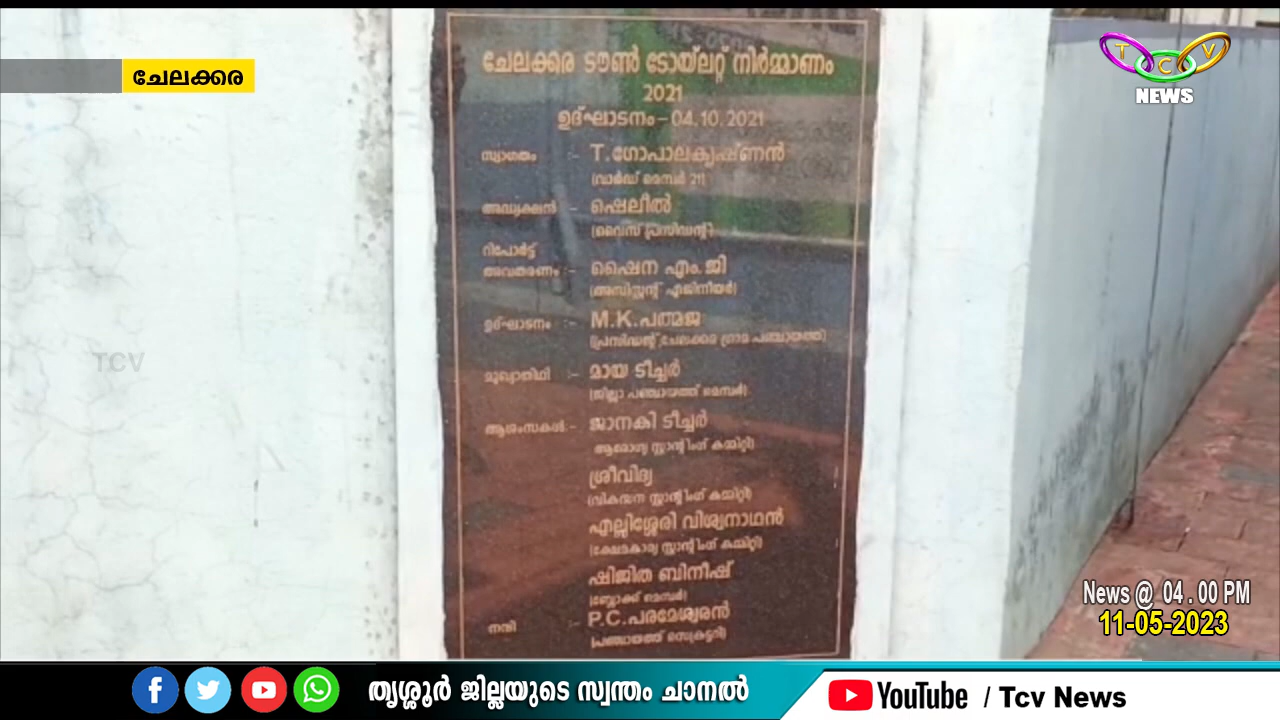 ചേലക്കര
T C V
NEWS
ചേലക്കര ടൗൺ ടോയ്‌ലറ്റ് നിർമ്മാണം
2021
ഉദ്ഘാടനം - 04.10.2021
സ്വാഗതം :- T.ഗോപാലകൃഷ്ണൻ
(വാർഡ് മെമ്പർ 21)
അദ്ധ്യക്ഷൻ :- ഷെലീൽ
(വൈസ് പ്രസിഡന്റ്)
റിപ്പോർട്ട്
അവതരണം :- ഷൈന എം.ജി
(അസിസ്റ്റന്റ് എജിനീയർ)
ഉദ്ഘാടനം :- M.K.പത്മജ
(പ്രസിഡന്റ്, ചേലക്കര ഗ്രാമ പഞ്ചായത്ത്)
മുഖ്യാതിഥി :- മായ ടീച്ചർ
(ജില്ലാ പഞ്ചായത്ത് മെമ്പർ)
ആശംസകൾ:- ജാനകി ടീച്ചർ
ആരോഗ്യ സ്റ്റാന്റിംഗ് കമ്മിറ്റി)
ശ്രീവിദ്യ
(വികസന സ്റ്റാന്റിംഗ് കമ്മിറ്റി)
എല്ലിശ്ശേരി വിശ്വനാഥൻ
(ക്ഷേമകാര്യ സ്റ്റാന്റിംഗ് കമ്മിറ്റി)
ഷിജിത ബിനീഷ്
(ബ്ലോക്ക് മെമ്പർ)
നന്ദി :- P.C.പരമേശ്വരൻ
(പഞ്ചായത്ത് സെക്രട്ടറി)
TCV
News @ 04.00 PM
11-05-2023
തൃശ്ശൂർ ജില്ലയുടെ സ്വന്തം ചാനൽ
YouTube / Tcv News